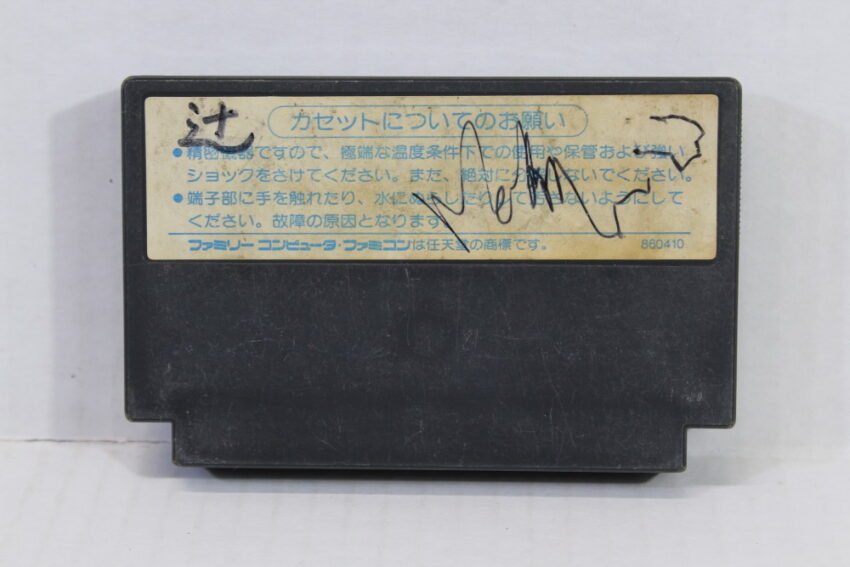 辻
カセットについてのお願い
●精密機器ですので、極端な温度条件下での使用や保管および強い
ショックをさけてください。また、絶対に分解しないでください。
●端子部に手を触れたり、水にぬらしたりしてよごさないようにして
ください。故障の原因となります。
ファミリーコンピュータ・ファミコンは任天堂の商標です。 860410